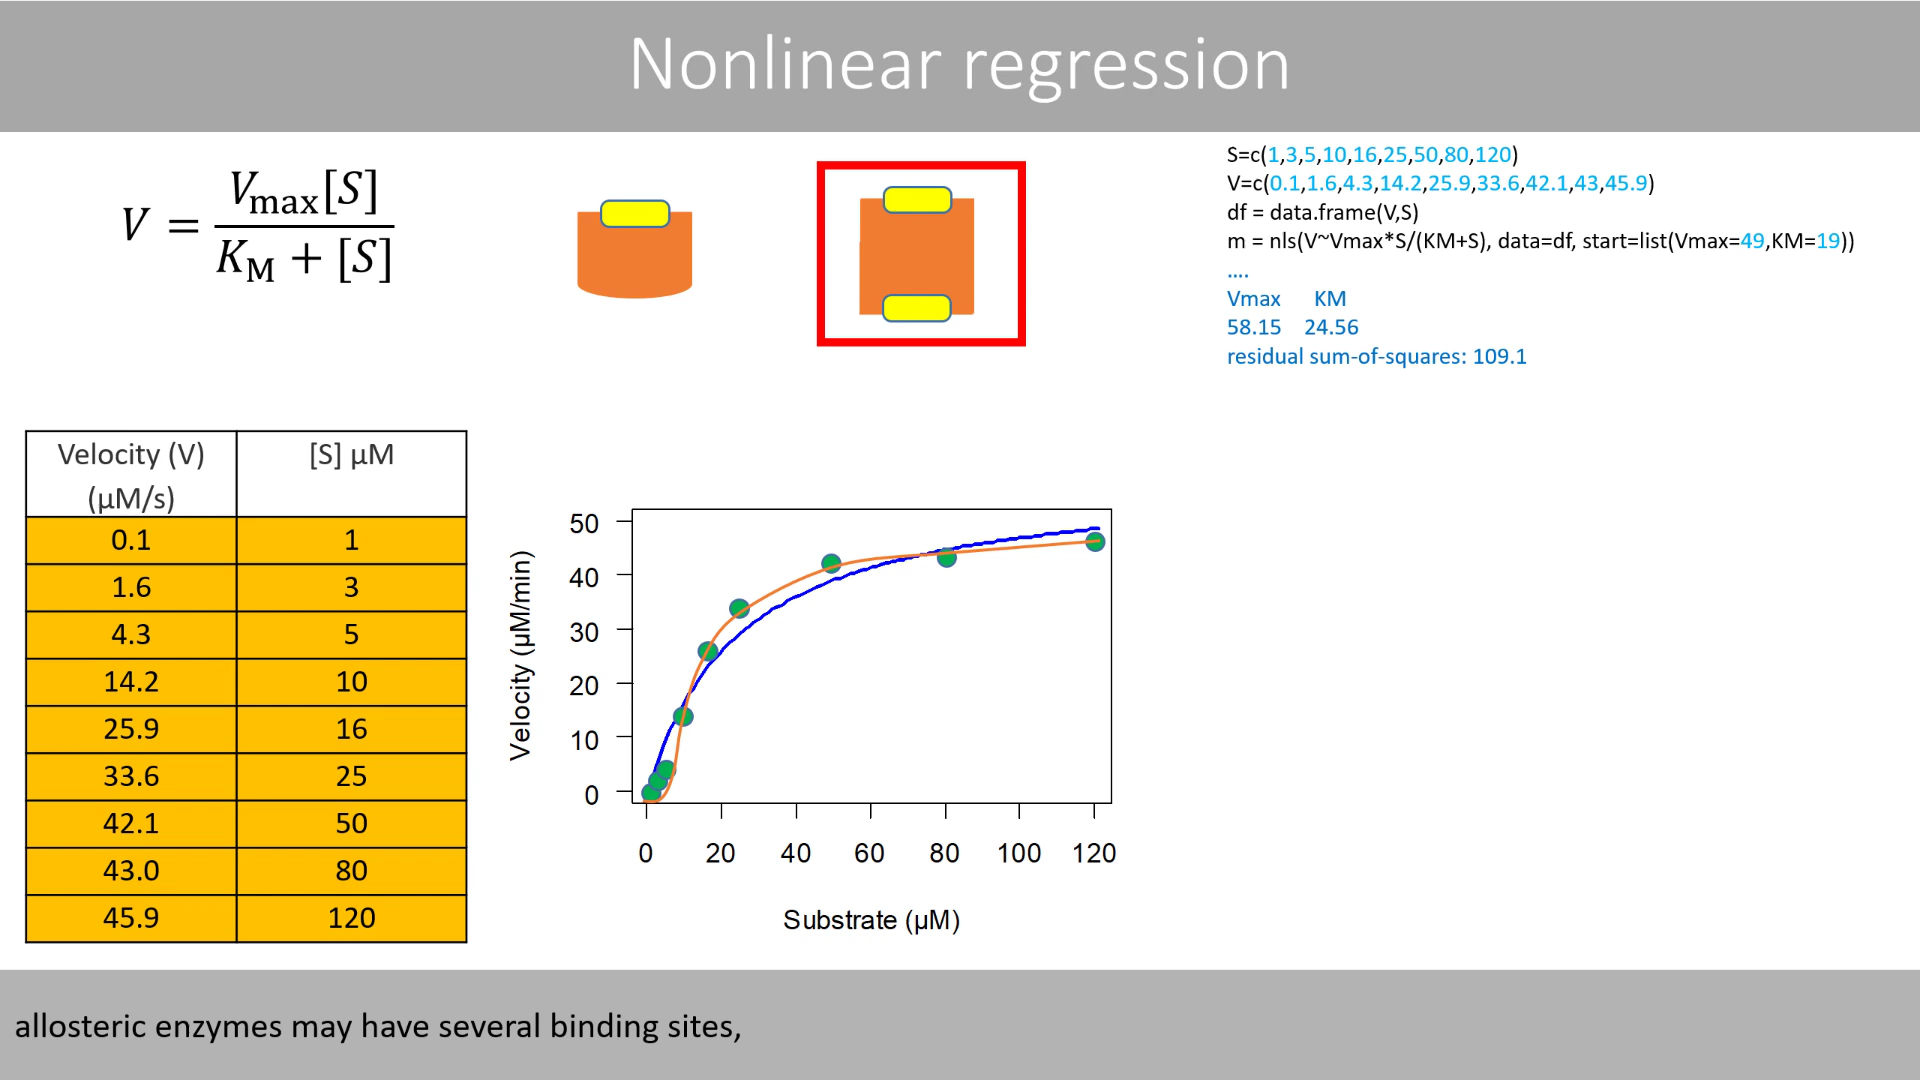 Nonlinear regression
V = Vmax[S] / KM + [S]
S=c(1,3,5,10,16,25,50,80,120)
V=c(0.1,1.6,4.3,14.2,25.9,33.6,42.1,43,45.9)
df = data.frame(V,S)
m = nls(V~Vmax*S/(KM+S), data=df, start=list(Vmax=49,KM=19))
....
Vmax KM
58.15 24.56
residual sum-of-squares: 109.1
Velocity (V) [S] µM
(µM/s)
0.1 1
1.6 3
4.3 5
14.2 10
25.9 16
33.6 25
42.1 50
43.0 80
45.9 120
Velocity (µM/min)
50
40
30
20
10
0
0 20 40 60 80 100 120
Substrate (µM)
allosteric enzymes may have several binding sites,